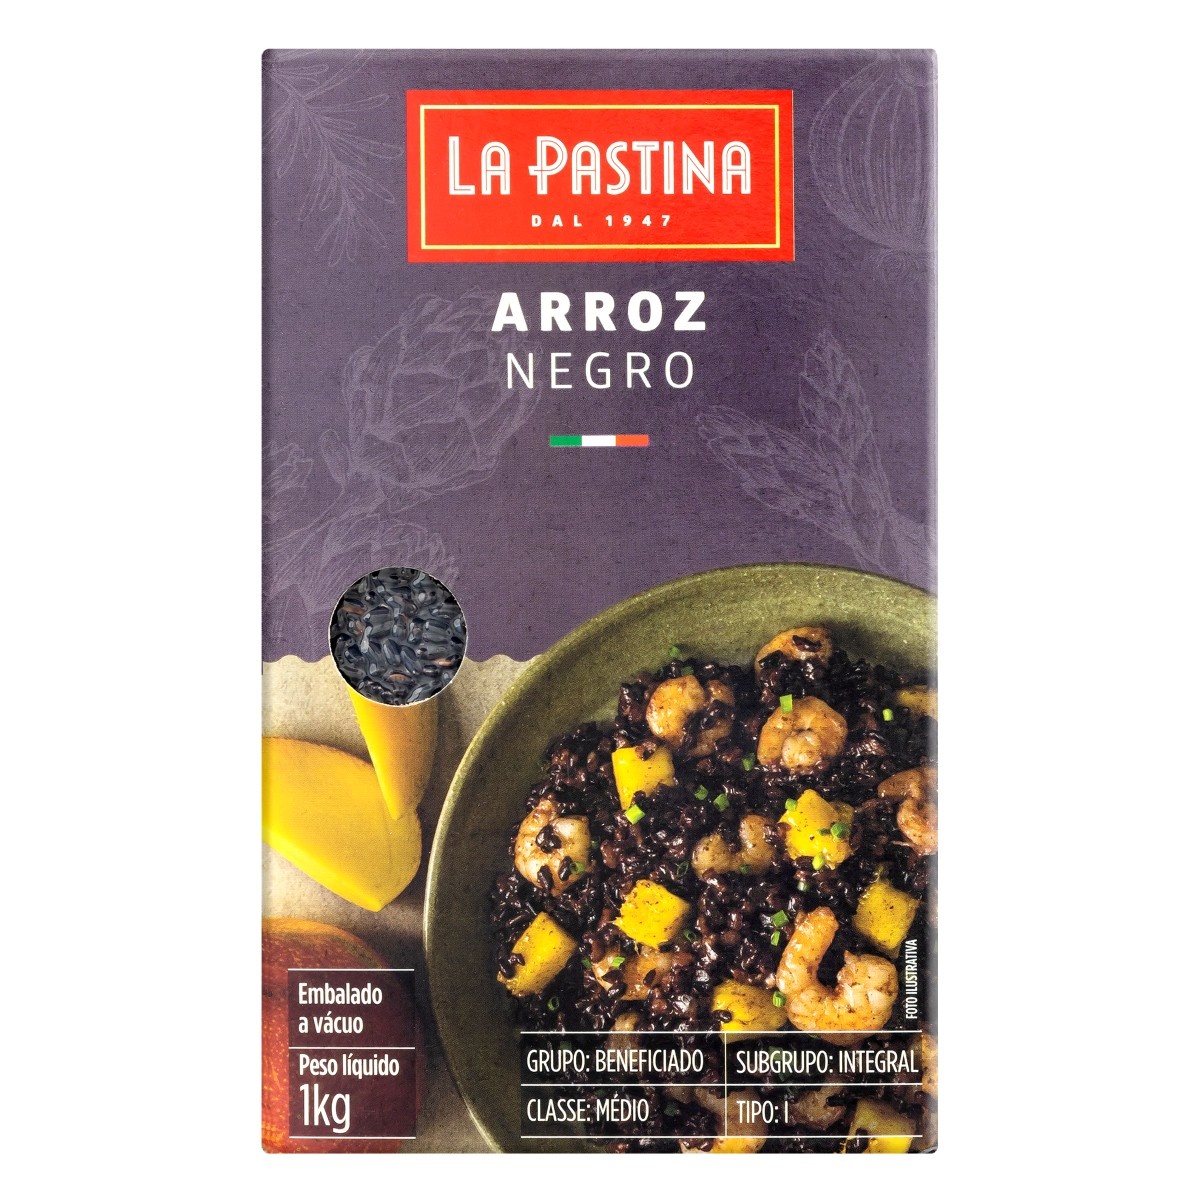 LA PASTINA
DAL 1947
ARROZ
NEGRO
FOTO ILUSTRATIVA
Embalado
a vácuo
Peso líquido
1kg
GRUPO: BENEFICIADO
SUBGRUPO: INTEGRAL
CLASSE: MÉDIO
TIPO: I